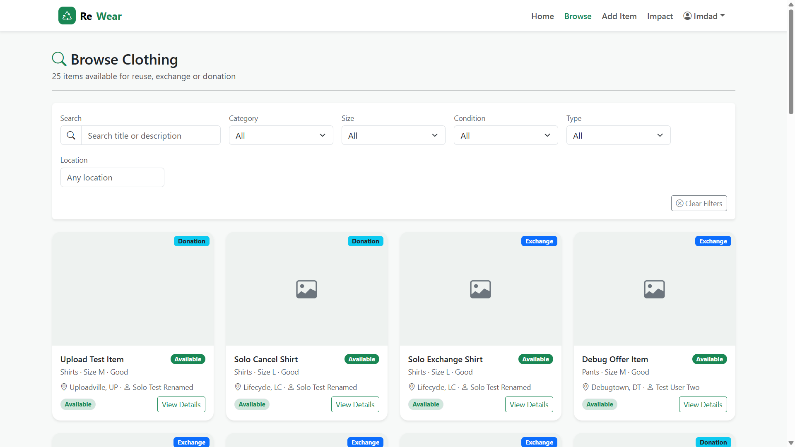 Re Wear
Home Browse Add Item Impact Imdad
Browse Clothing
25 items available for reuse, exchange or donation
Search Category Size Condition Type
Search title or description All All All All
Location
Any location
Clear Filters
Donation Donation Exchange Exchange
Upload Test Item Available Solo Cancel Shirt Available Solo Exchange Shirt Available Debug Offer Item Available
Shirts · Size M · Good Shirts · Size L · Good Shirts · Size L · Good Pants · Size M · Good
Uploadville, UP · Solo Test Renamed Lifecycle, LC · Solo Test Renamed Lifecycle, LC · Solo Test Renamed Debugtown, DT · Test User Two
Available View Details Available View Details Available View Details Available View Details
Exchange Exchange Exchange Donation